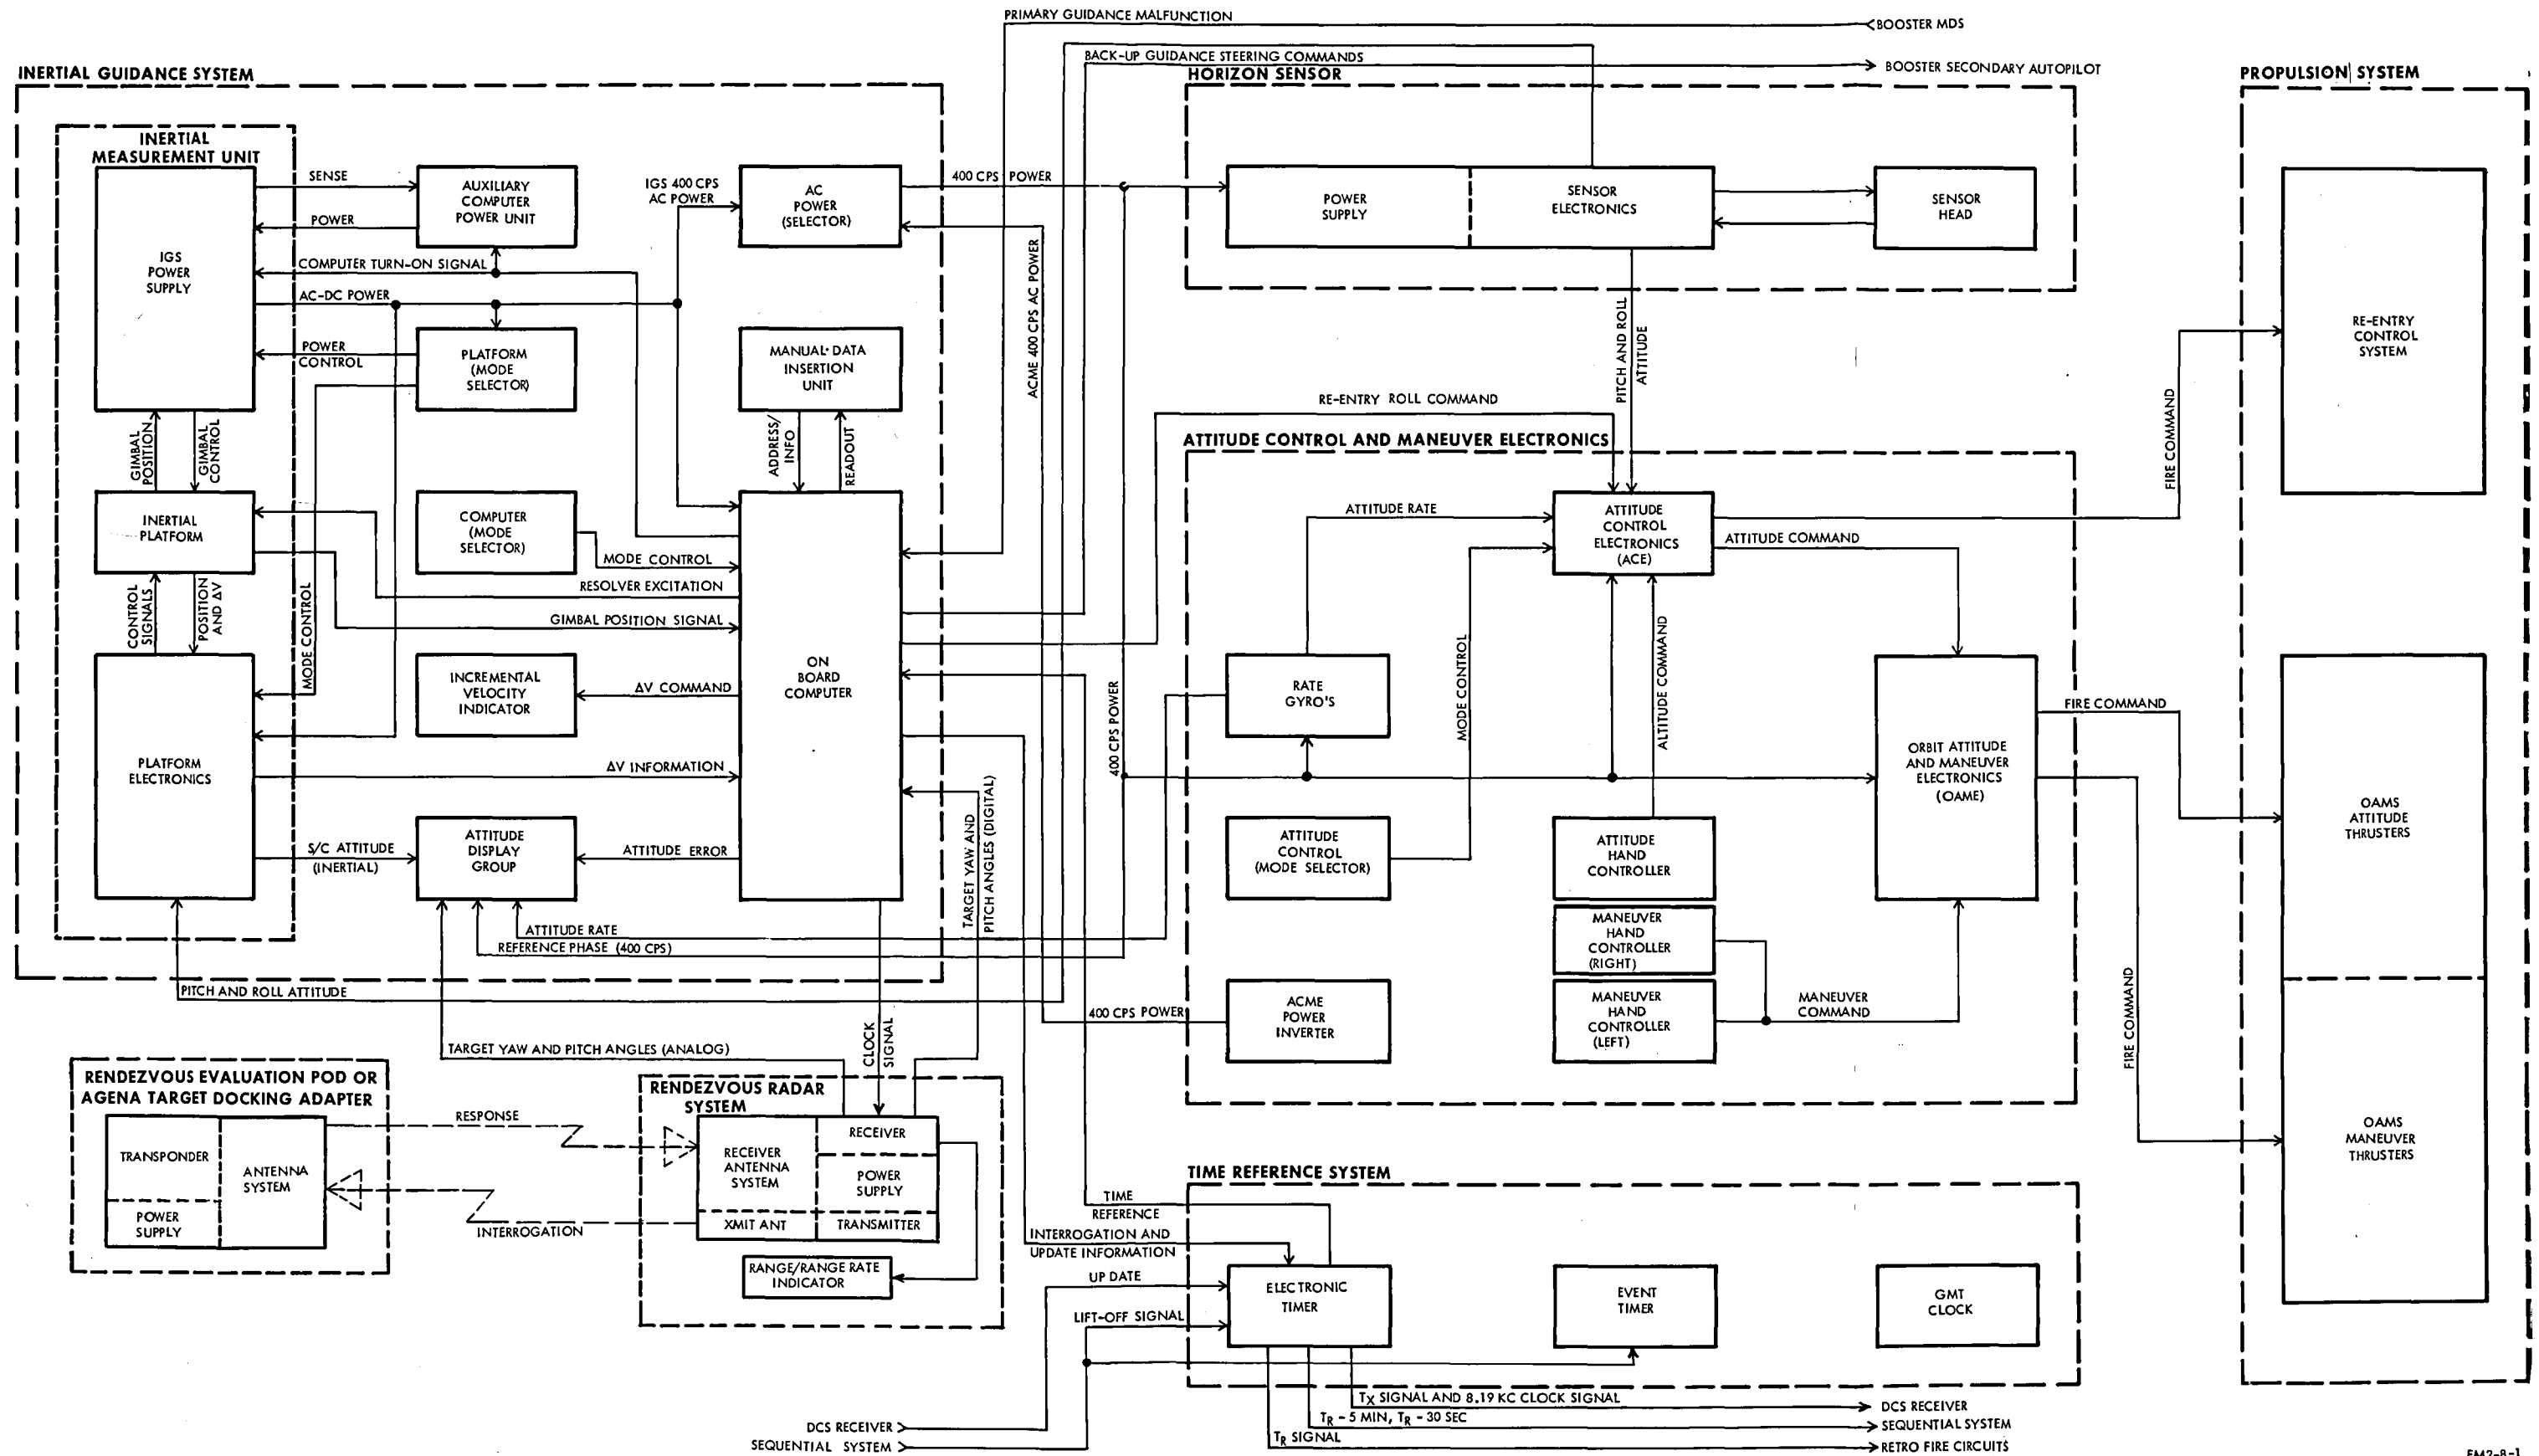 PRIMARY GUIDANCE MALFUNCTION
BOOSTER MDS
BACK-UP GUIDANCE STEERING COMMANDS
BOOSTER SECONDARY AUTOPILOT
INERTIAL GUIDANCE SYSTEM
INERTIAL
MEASUREMENT UNIT
IGS
POWER
SUPPLY
SENSE
POWER
AUXILIARY
COMPUTER
POWER UNIT
COMPUTER TURN-ON SIGNAL
AC-DC POWER
POWER
CONTROL
PLATFORM
(MODE
SELECTOR)
IGS 400 CPS
AC POWER
AC
POWER
(SELECTOR)
400 CPS POWER
ACME 400 CPS AC POWER
MANUAL DATA
INSERTION
UNIT
ADDRESS/
INFO
READOUT
GIMBAL
POSITION
GIMBAL
CONTROL
INERTIAL
PLATFORM
COMPUTER
(MODE
SELECTOR)
MODE CONTROL
RESOLVER EXCITATION
GIMBAL POSITION SIGNAL
CONTROL
SIGNALS
POSITION
AND ΔV
MODE CONTROL
PLATFORM
ELECTRONICS
INCREMENTAL
VELOCITY
INDICATOR
ΔV COMMAND
ΔV INFORMATION
ON
BOARD
COMPUTER
S/C ATTITUDE
(INERTIAL)
ATTITUDE
DISPLAY
GROUP
ATTITUDE ERROR
ATTITUDE RATE
REFERENCE PHASE (400 CPS)
PITCH AND ROLL ATTITUDE
TARGET YAW AND
PITCH ANGLES (DIGITAL)
CLOCK
SIGNAL
TARGET YAW AND PITCH ANGLES (ANALOG)
HORIZON SENSOR
POWER
SUPPLY
SENSOR
ELECTRONICS
SENSOR
HEAD
PITCH AND ROLL
ATTITUDE
RE-ENTRY ROLL COMMAND
ATTITUDE CONTROL AND MANEUVER ELECTRONICS
ATTITUDE RATE
ATTITUDE
CONTROL
ELECTRONICS
(ACE)
ATTITUDE COMMAND
MODE CONTROL
ALTITUDE COMMAND
400 CPS POWER
RATE
GYRO'S
ORBIT ATTITUDE
AND MANEUVER
ELECTRONICS
(OAME)
ATTITUDE
CONTROL
(MODE SELECTOR)
ATTITUDE
HAND
CONTROLLER
MANEUVER
HAND
CONTROLLER
(RIGHT)
MANEUVER
HAND
CONTROLLER
(LEFT)
MANEUVER
COMMAND
400 CPS POWER
ACME
POWER
INVERTER
PROPULSION SYSTEM
RE-ENTRY
CONTROL
SYSTEM
FIRE COMMAND
FIRE COMMAND
FIRE COMMAND
OAMS
ATTITUDE
THRUSTERS
OAMS
MANEUVER
THRUSTERS
RENDEZVOUS EVALUATION POD OR
AGENA TARGET DOCKING ADAPTER
TRANSPONDER
POWER
SUPPLY
ANTENNA
SYSTEM
RESPONSE
INTERROGATION
RENDEZVOUS RADAR
SYSTEM
RECEIVER
ANTENNA
SYSTEM
RECEIVER
POWER
SUPPLY
XMIT ANT
TRANSMITTER
RANGE/RANGE RATE
INDICATOR
TIME REFERENCE SYSTEM
TIME
REFERENCE
INTERROGATION AND
UPDATE INFORMATION
UP DATE
LIFT-OFF SIGNAL
ELECTRONIC
TIMER
EVENT
TIMER
GMT
CLOCK
TX SIGNAL AND 8.19 KC CLOCK SIGNAL
TR - 5 MIN, TR - 30 SEC
TR SIGNAL
DCS RECEIVER
SEQUENTIAL SYSTEM
DCS RECEIVER
SEQUENTIAL SYSTEM
RETRO FIRE CIRCUITS
FM2-8-1